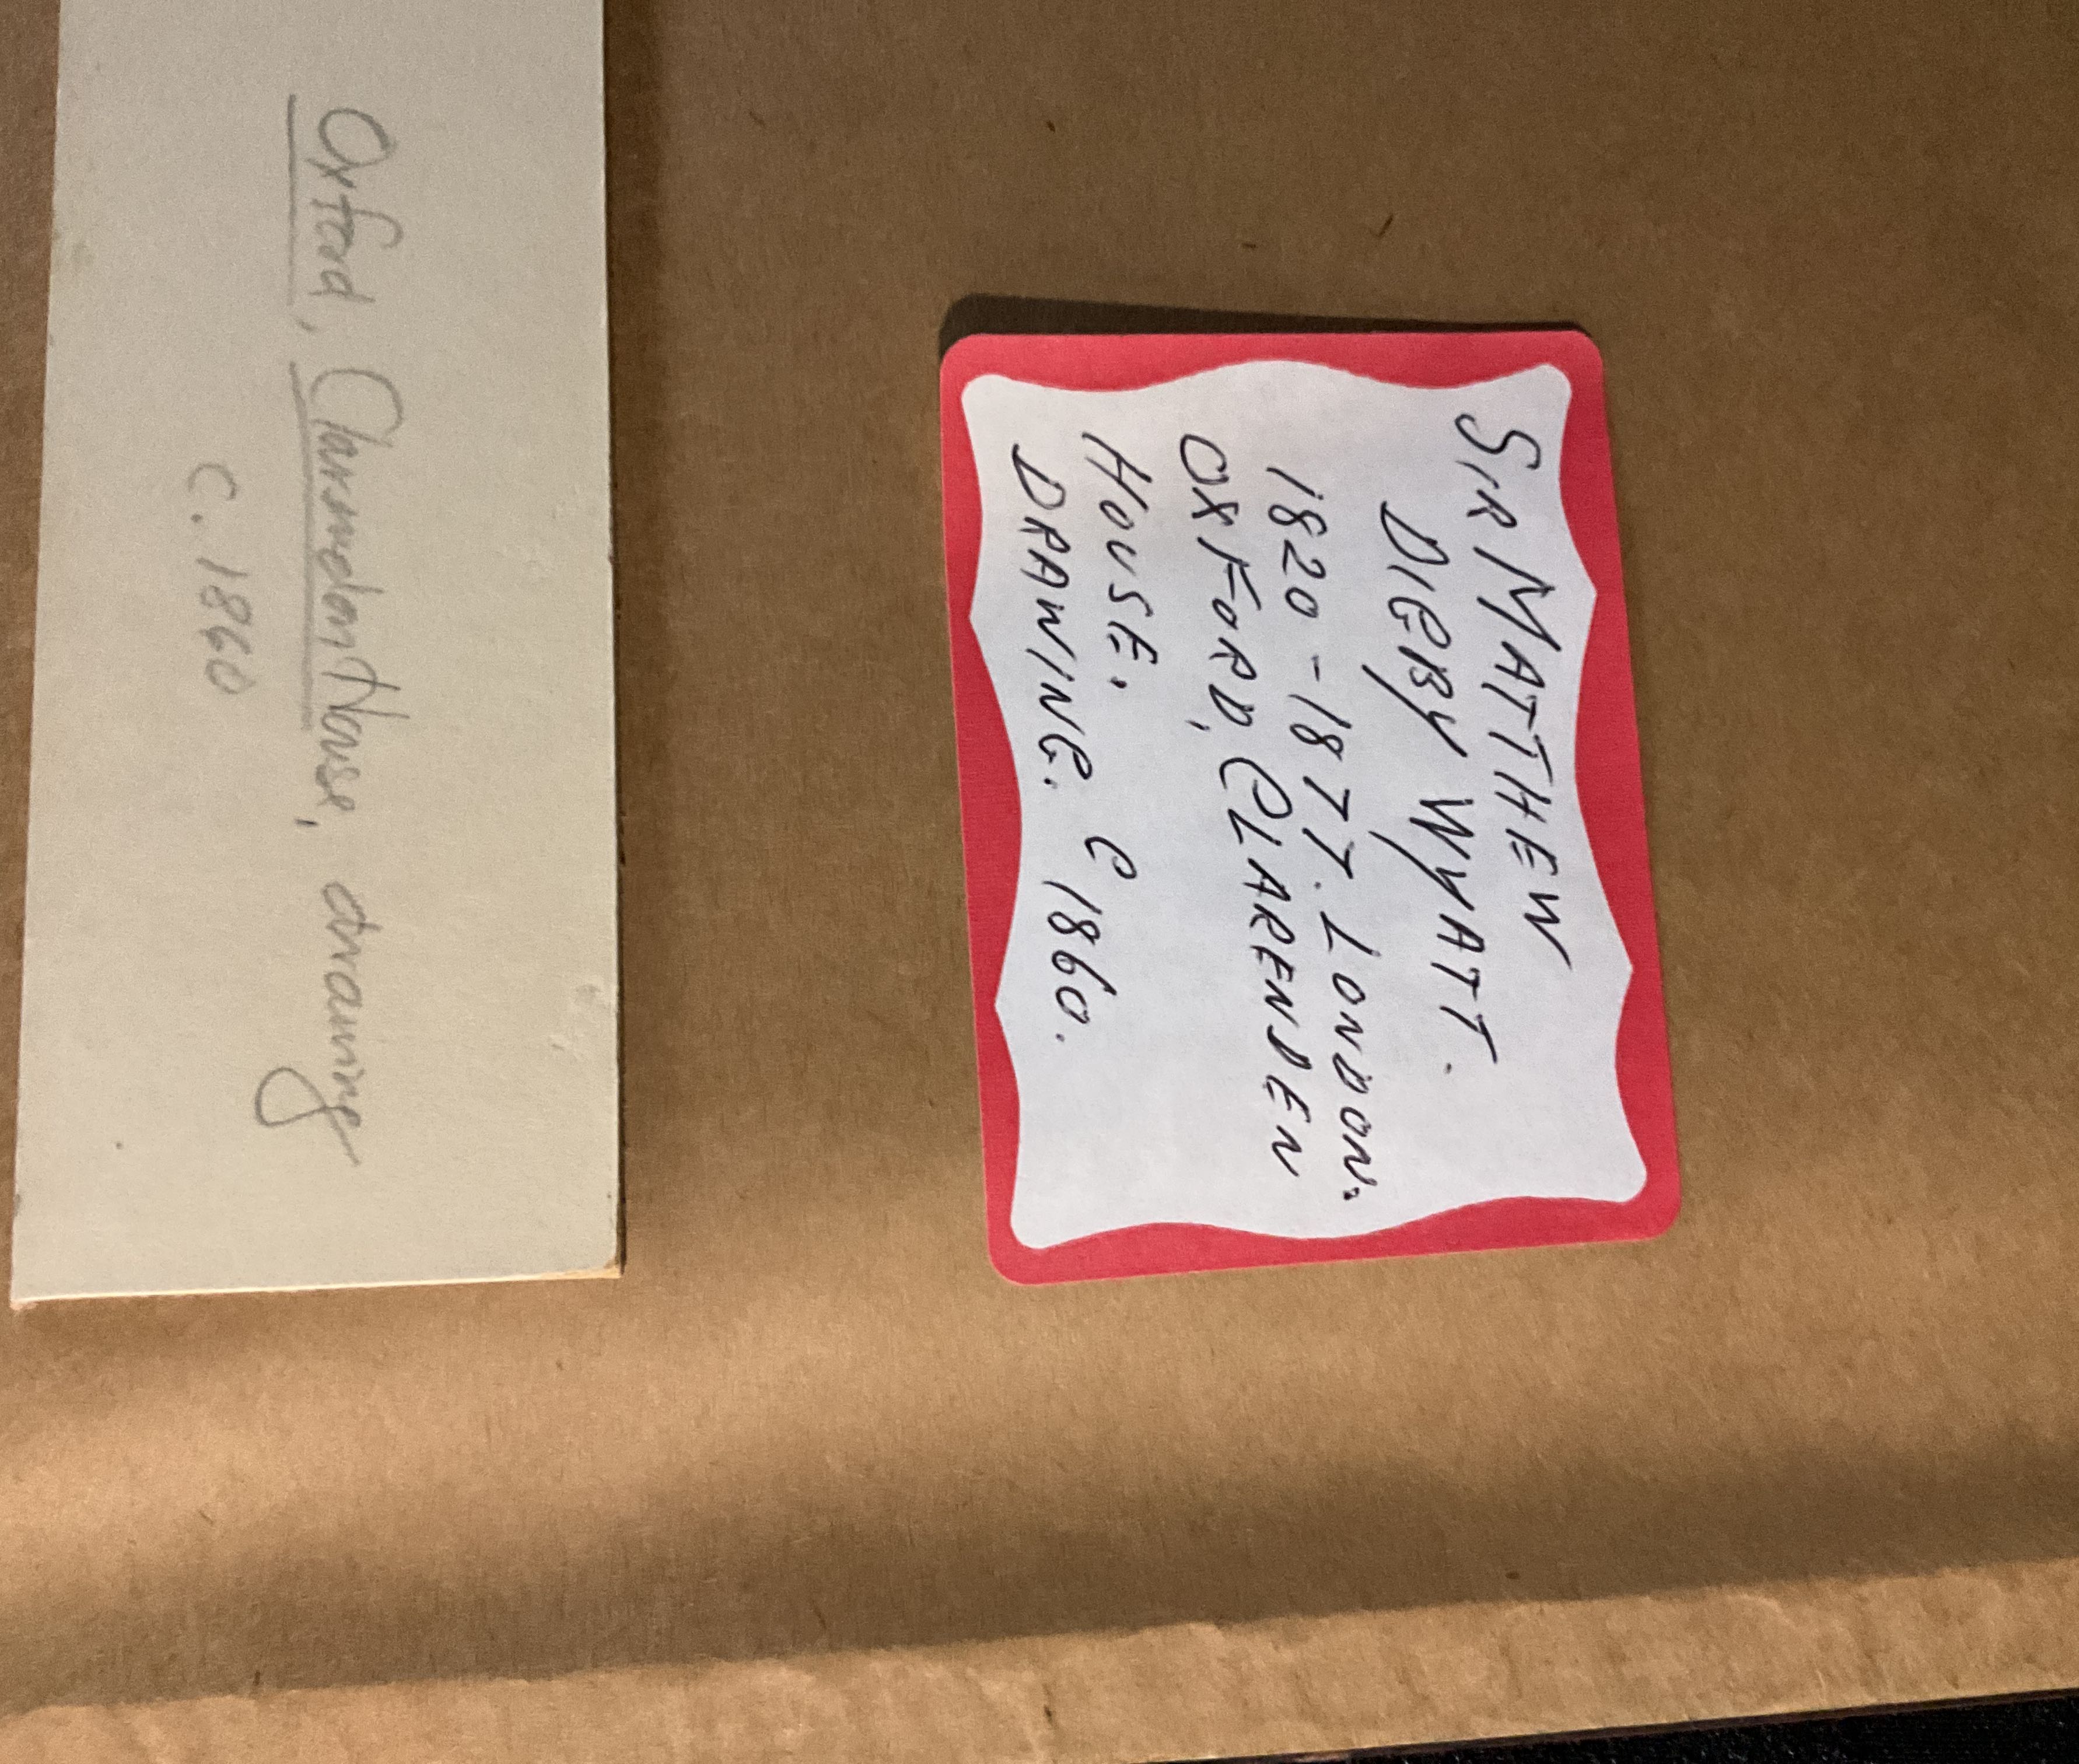 SIR MATTHEW
DIGBY WYATT.
1820-1877. LONDON.
OXFORD, CLARENDEN
HOUSE.
DRAWING. C 1860.
Oxford, Clarendon House, drawing
c. 1860